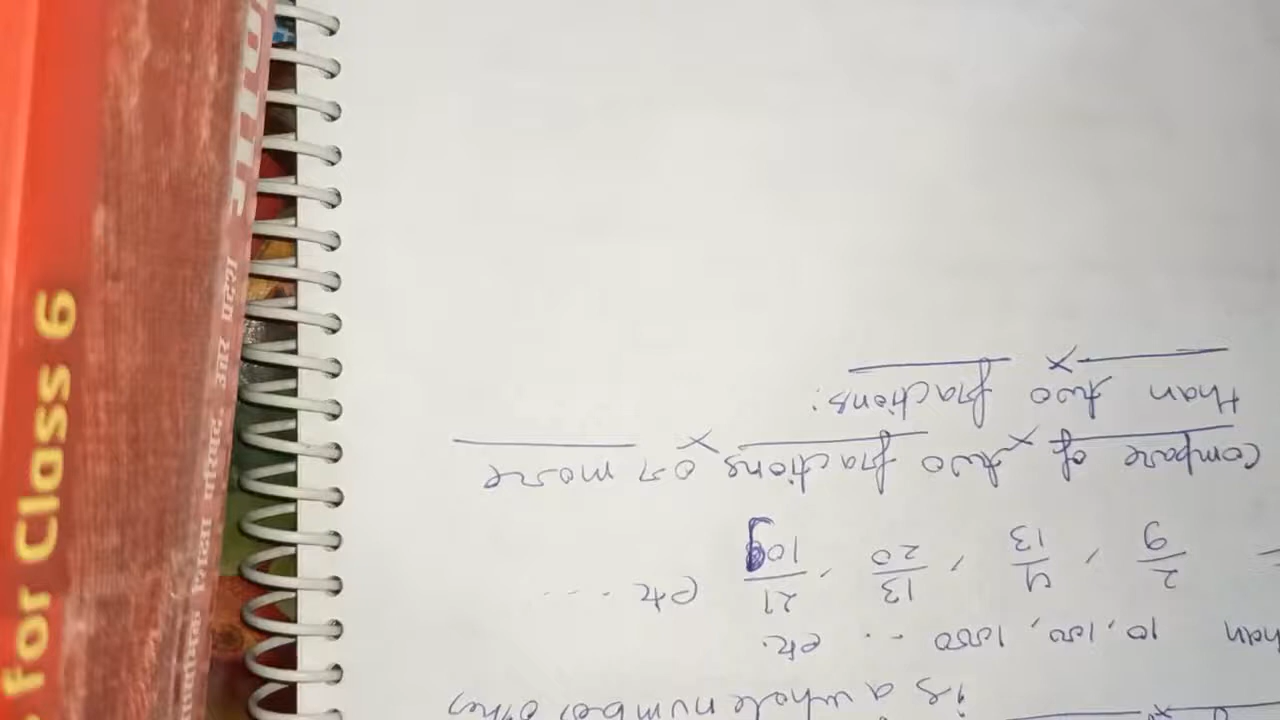 is a whole number other
than 10, 100, 1000 ... etc.
= 2/9, 4/13, 13/20, 21/109 etc ....
Compare of two fractions or more
than two fractions:
for Class 6